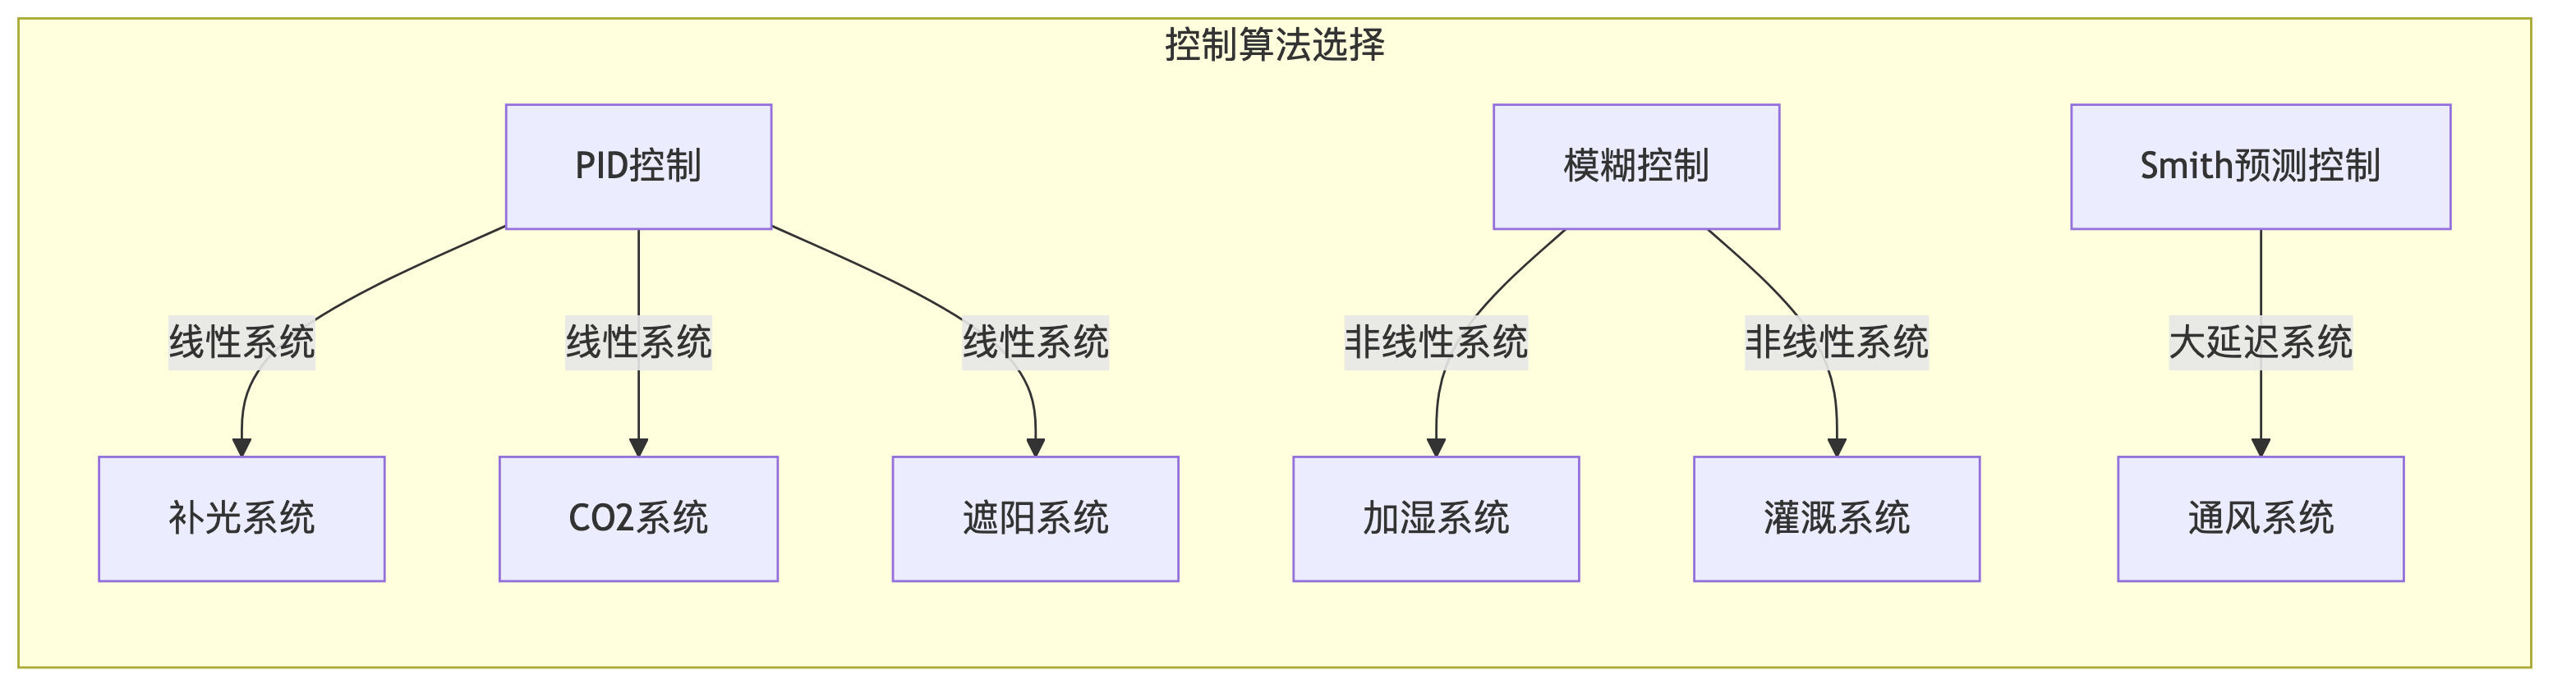 控制算法选择
PID控制
模糊控制
Smith预测控制
线性系统
线性系统
线性系统
非线性系统
非线性系统
大延迟系统
补光系统
CO2系统
遮阳系统
加湿系统
灌溉系统
通风系统